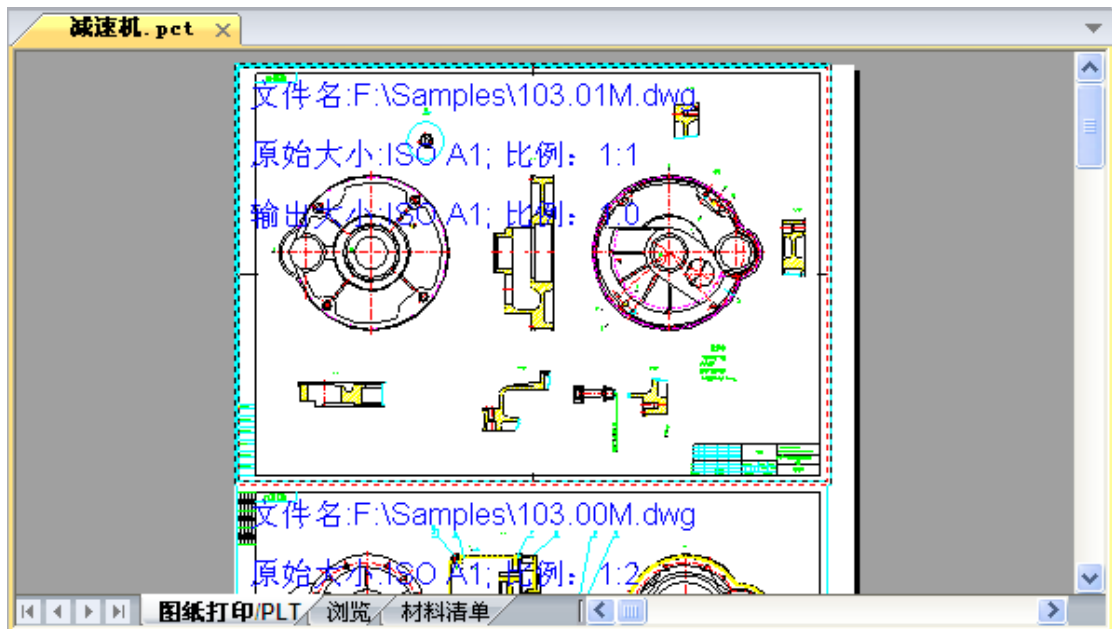 减速机.pct
文件名:F:\Samples\103.01M.dwg
原始大小:ISO A1; 比例：1:1
输出大小:ISO A1; 比例：1.0
文件名:F:\Samples\103.00M.dwg
原始大小:ISO A1; 比例：1:2
图纸打印/PLT 浏览 材料清单